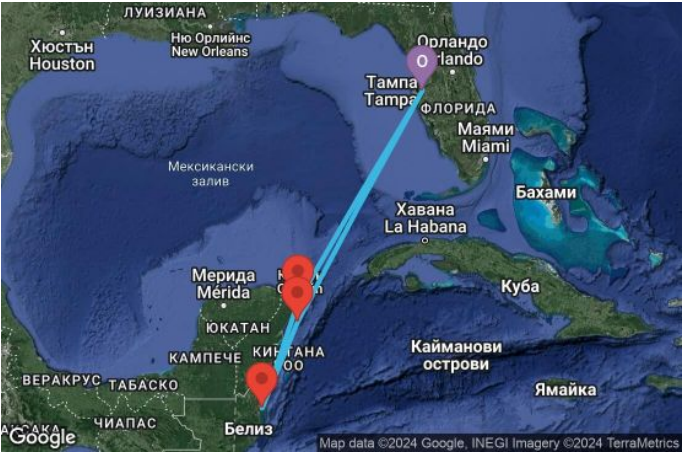 ЛУИЗИАНА
Хюстън
Houston
Ню Орлийнс
New Orleans
Орландо
rlando
O
Тампа
Tampa
ФЛОРИДА
Маями
Miami
Мексикански
залив
Бахами
Хавана
La Habana
Мерида
Mérida
Куба
ЮКАТАН
КАМПЕЧЕ
КИНТАНА
ОО
Кайманови
острови
ВЕРАКРУС
ТАБАСКО
Ямайка
ЧИАПАС
Белиз
Google
Map data ©2024 Google, INEGI Imagery ©2024 TerraMetrics